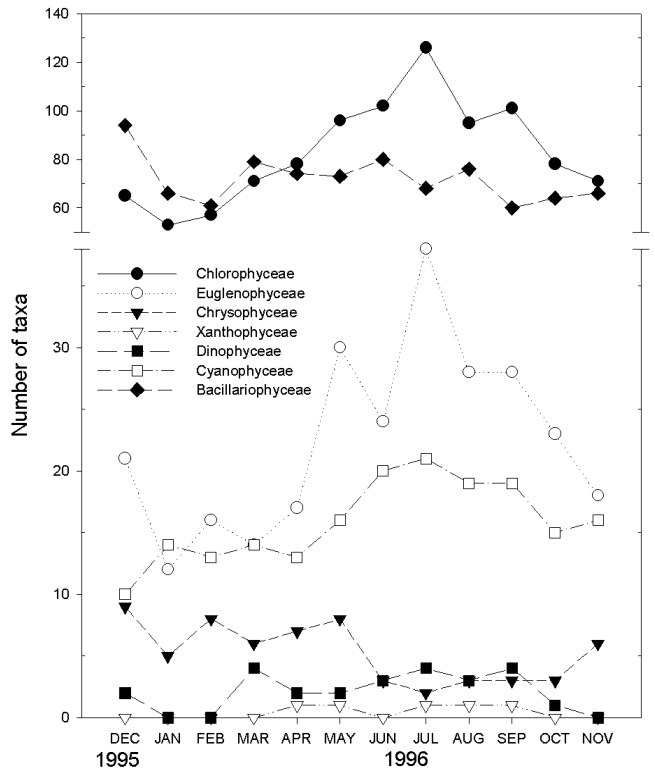 140
120
100
80
60
Chlorophyceae
Euglenophyceae
Chrysophyceae
Xanthophyceae
Dinophyceae
Cyanophyceae
Bacillariophyceae
Number of taxa
30
20
10
0
DEC JAN FEB MAR APR MAY JUN JUL AUG SEP OCT NOV
1995 1996